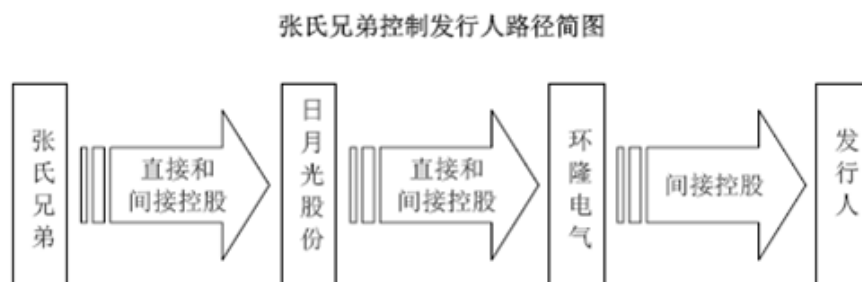 张氏兄弟控制发行人路径简图
张氏兄弟
直接和
间接控股
日月光股份
直接和
间接控股
环隆电气
间接控股
发行人